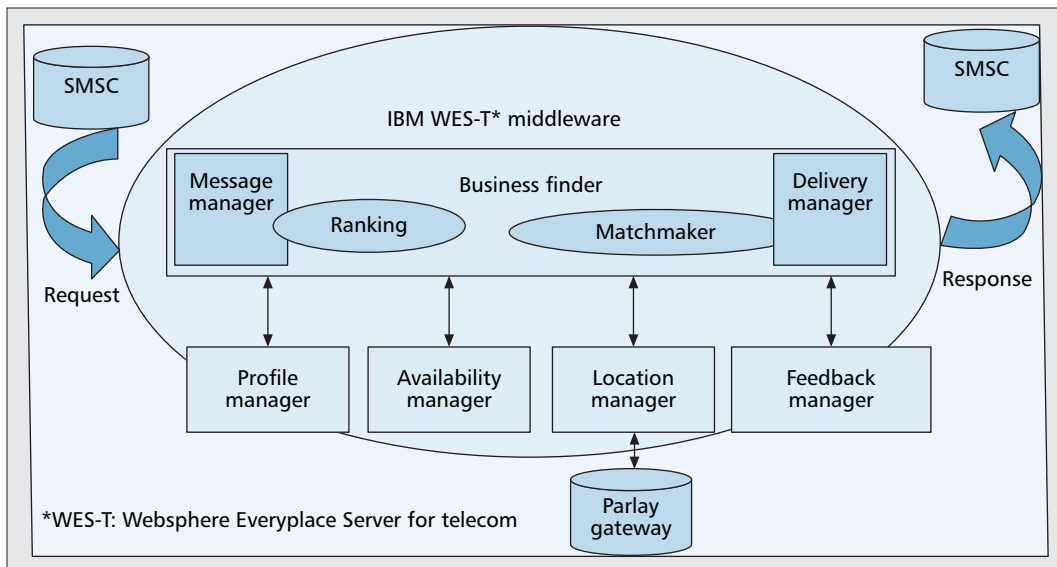 SMSC
SMSC
IBM WES-T* middleware
Message
manager
Business finder
Delivery
manager
Ranking
Matchmaker
Request
Response
Profile
manager
Availability
manager
Location
manager
Feedback
manager
Parlay
gateway
*WES-T: Websphere Everyplace Server for telecom